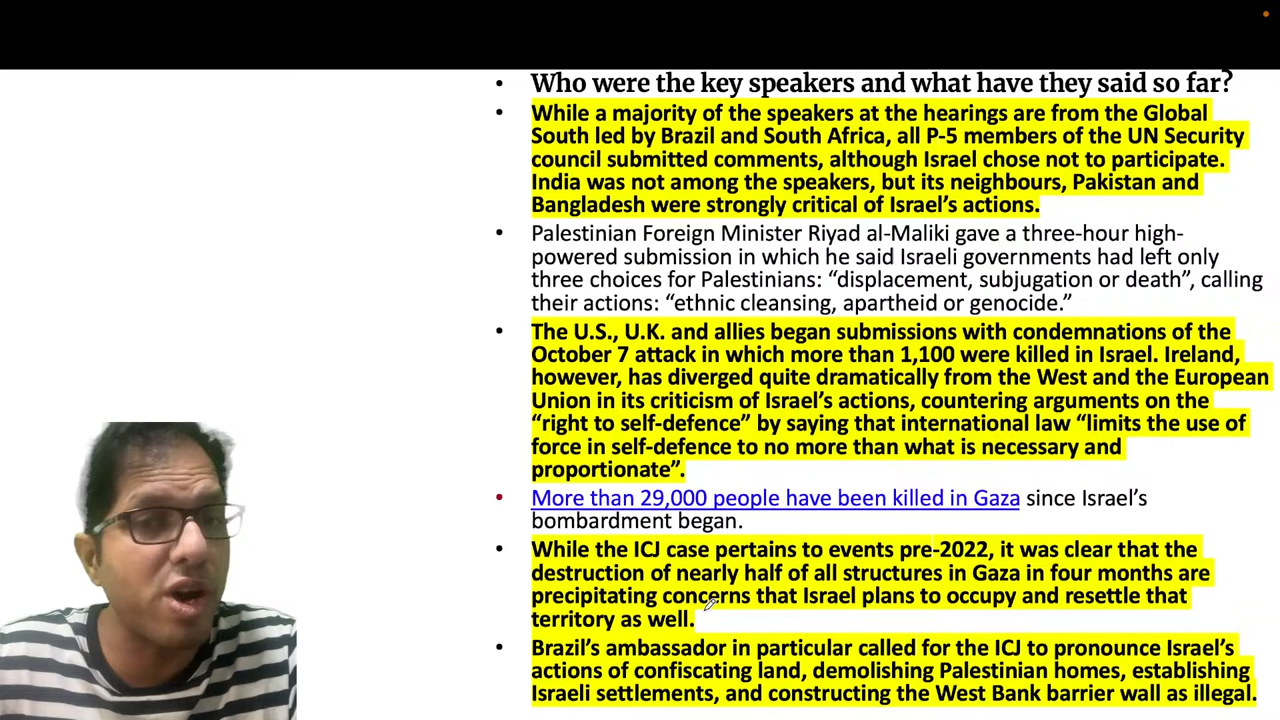 • Who were the key speakers and what have they said so far?
• While a majority of the speakers at the hearings are from the Global
South led by Brazil and South Africa, all P-5 members of the UN Security
council submitted comments, although Israel chose not to participate.
India was not among the speakers, but its neighbours, Pakistan and
Bangladesh were strongly critical of Israel’s actions.
• Palestinian Foreign Minister Riyad al-Maliki gave a three-hour high-
powered submission in which he said Israeli governments had left only
three choices for Palestinians: “displacement, subjugation or death”, calling
their actions: “ethnic cleansing, apartheid or genocide.”
• The U.S., U.K. and allies began submissions with condemnations of the
October 7 attack in which more than 1,100 were killed in Israel. Ireland,
however, has diverged quite dramatically from the West and the European
Union in its criticism of Israel’s actions, countering arguments on the
“right to self-defence” by saying that international law “limits the use of
force in self-defence to no more than what is necessary and
proportionate”.
• More than 29,000 people have been killed in Gaza since Israel’s
bombardment began.
• While the ICJ case pertains to events pre-2022, it was clear that the
destruction of nearly half of all structures in Gaza in four months are
precipitating concerns that Israel plans to occupy and resettle that
territory as well.
• Brazil’s ambassador in particular called for the ICJ to pronounce Israel’s
actions of confiscating land, demolishing Palestinian homes, establishing
Israeli settlements, and constructing the West Bank barrier wall as illegal.